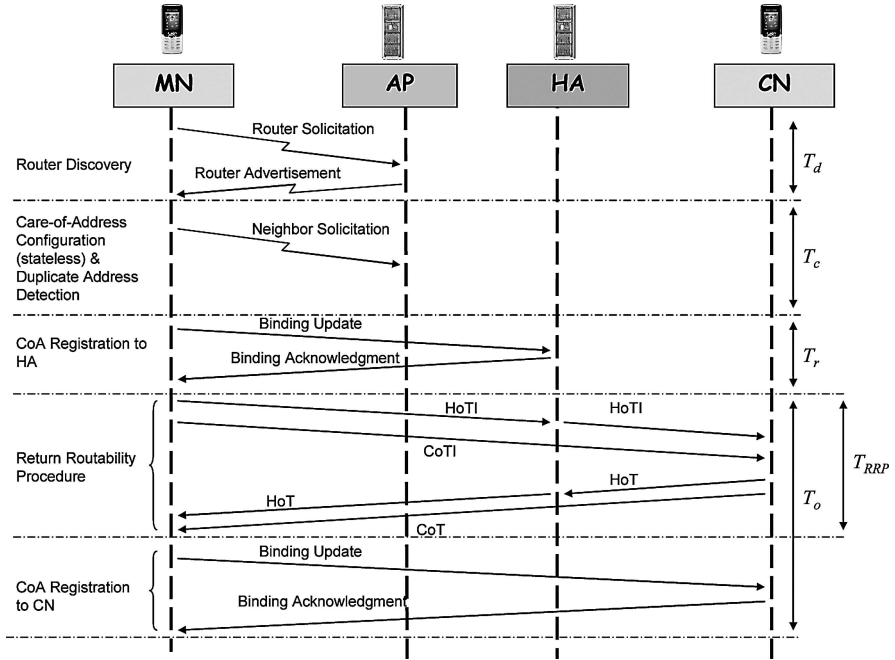 MN
AP
HA
CN
Router Solicitation
Router Discovery
Router Advertisement
T_d
Care-of-Address
Configuration
(stateless) &
Duplicate Address
Detection
Neighbor Solicitation
T_c
CoA Registration to
HA
Binding Update
Binding Acknowledgment
T_r
HoTI
HoTI
CoTI
Return Routability
Procedure
HoT
HoT
CoT
T_RRP
T_o
CoA Registration
to CN
Binding Update
Binding Acknowledgment